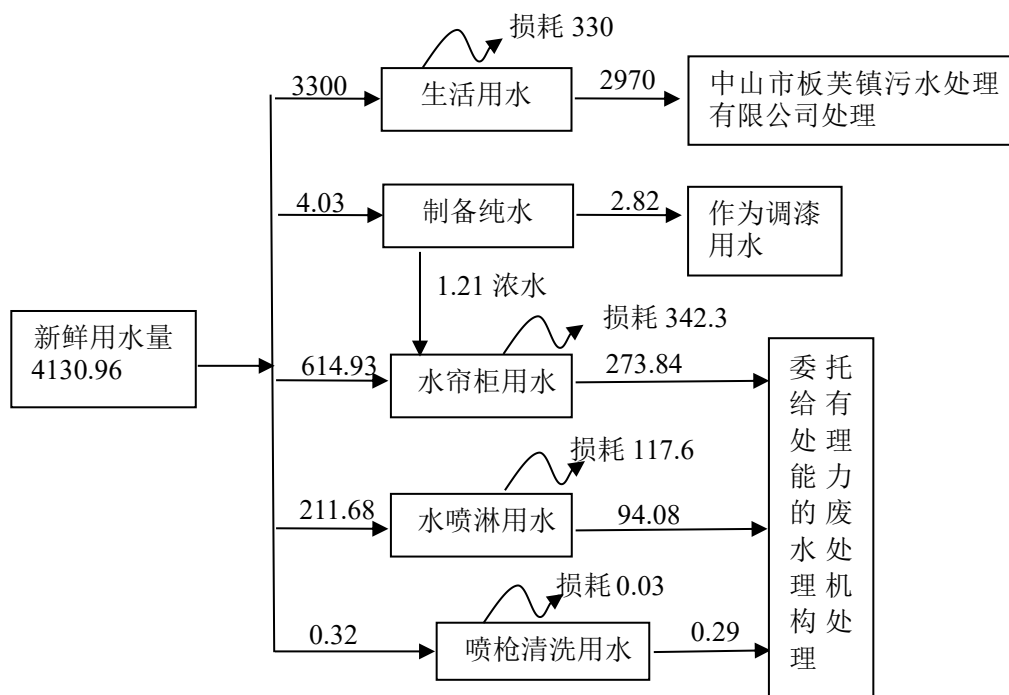 损耗 330
3300
生活用水
2970
中山市板芙镇污水处理
有限公司处理
4.03
制备纯水
2.82
作为调漆
用水
1.21 浓水
新鲜用水量
4130.96
损耗 342.3
614.93
水帘柜用水
273.84
委托
给有
处理
能力
的废
水处
理机
构处
理
损耗 117.6
211.68
水喷淋用水
94.08
损耗 0.03
0.32
喷枪清洗用水
0.29